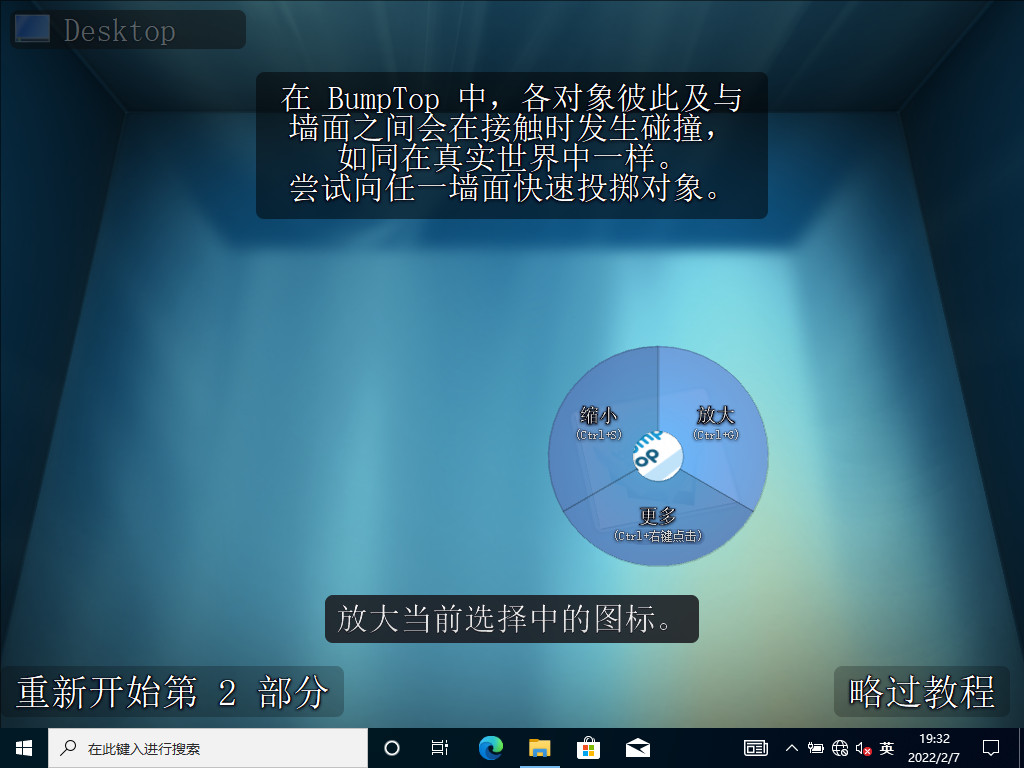 Desktop
在 BumpTop 中，各对象彼此及与
墙面之间会在接触时发生碰撞，
如同在真实世界中一样。
尝试向任一墙面快速投掷对象。
缩小
(Ctrl+S)
放大
(Ctrl+G)
更多
(Ctrl+右键点击)
放大当前选择中的图标。
重新开始第 2 部分
略过教程
在此键入进行搜索
英
19:32
2022/2/7